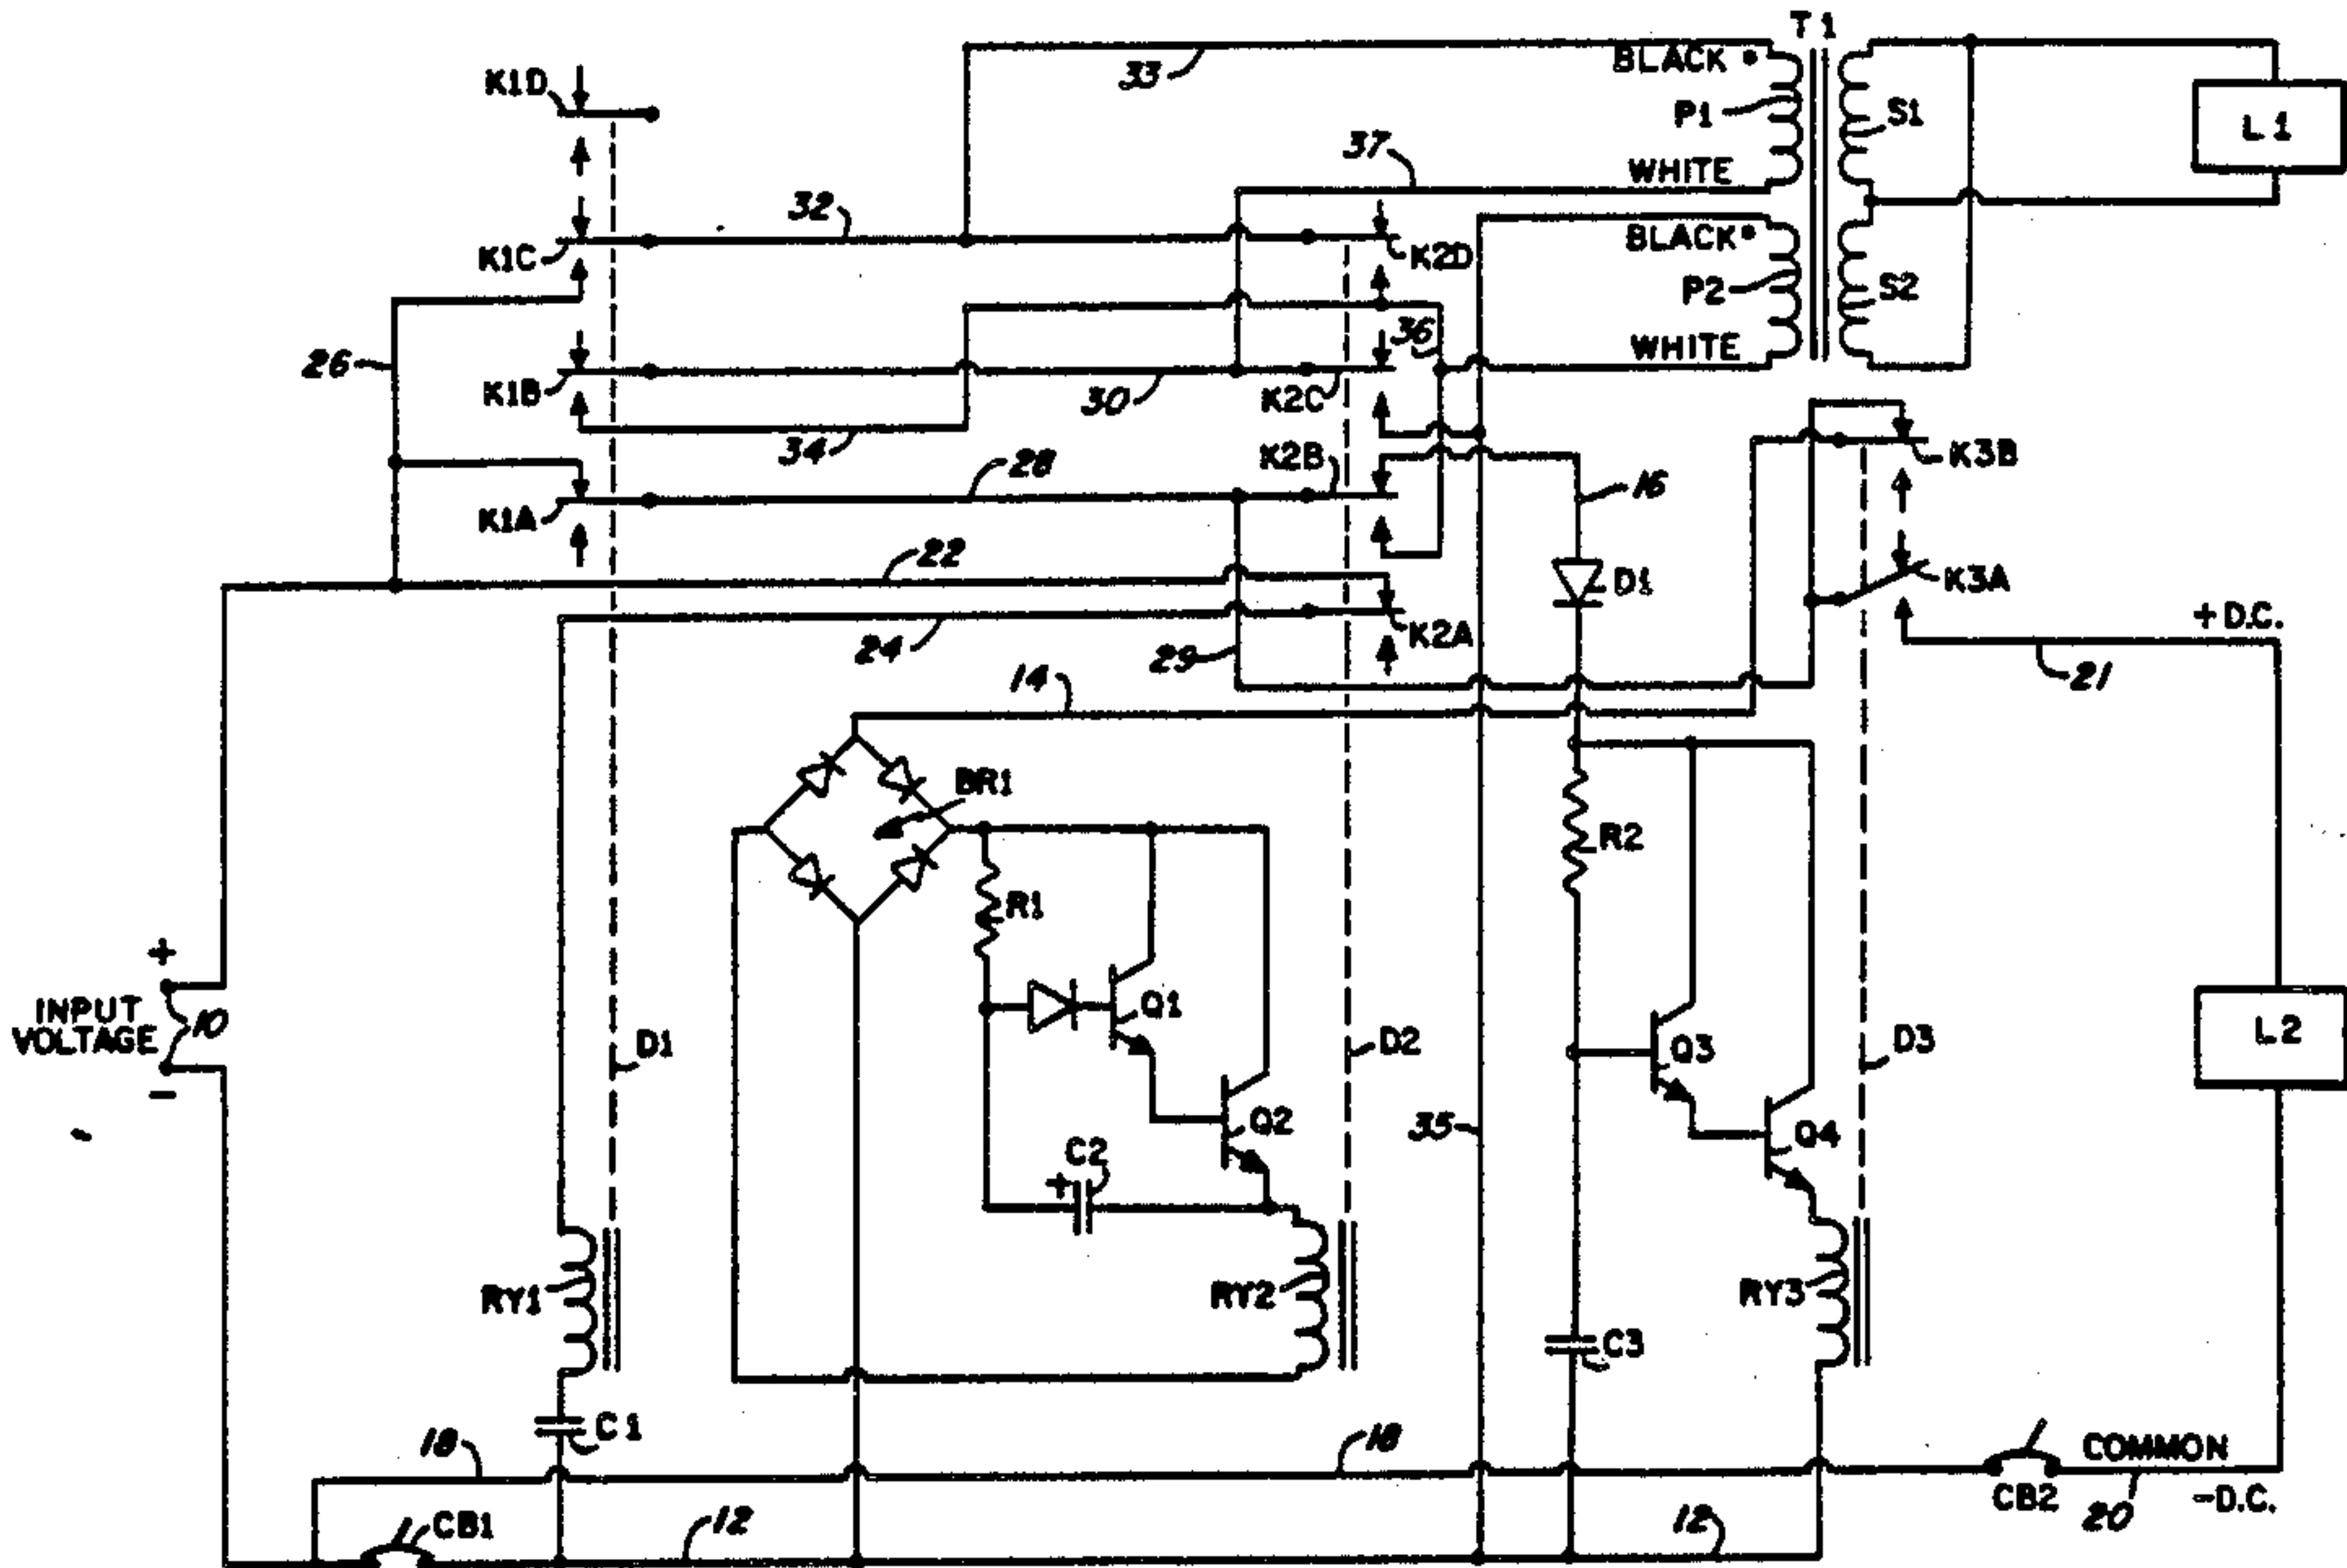 T1
33
BLACK
K1D
P1
S1
L1
37
WHITE
32
K1C
K2D
BLACK
P2
S2
26
36
WHITE
K1B
30
K2C
34
28
K2B
K3B
16
K1A
22
D1
K3A
24
K2A
+ D.C.
29
14
21
BR1
R2
R1
+
INPUT
VOLTAGE
10
Q1
D1
D2
Q3
D3
L2
−
Q2
35
Q4
C2
+
RY1
RY2
RY3
C3
C1
18
18
COMMON
CB2
20
−D.C.
CB1
12
12